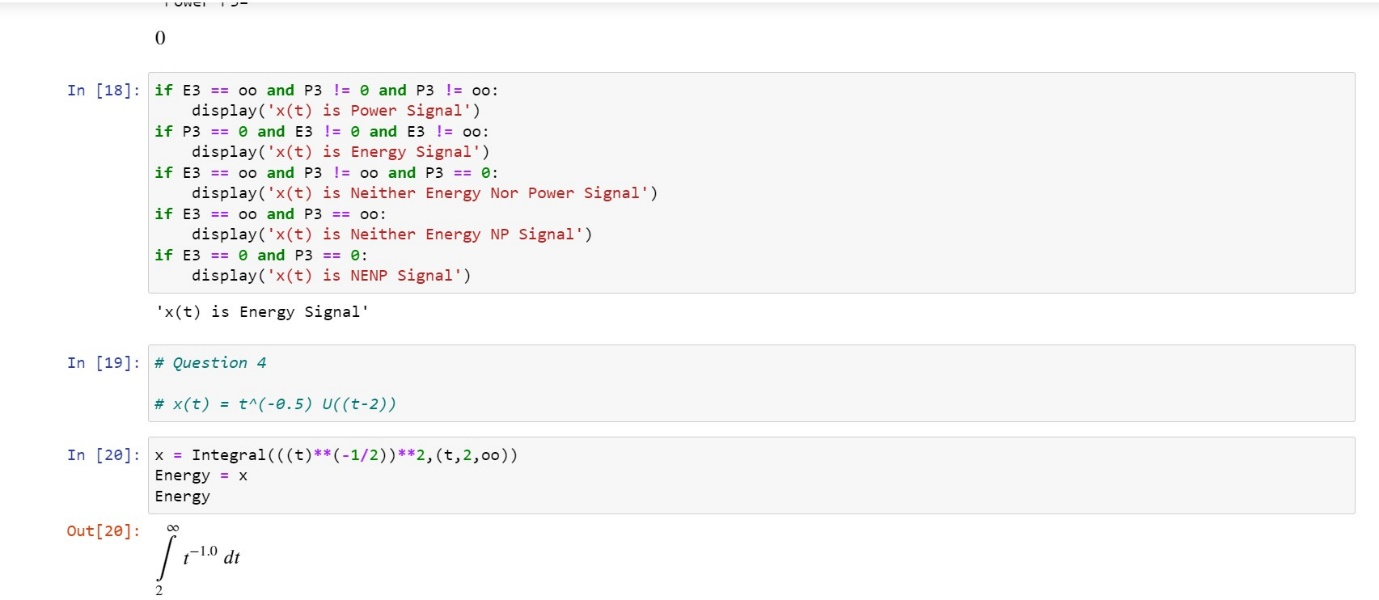 0
In [18]: if E3 == oo and P3 != 0 and P3 != oo:
    display('x(t) is Power Signal')
if P3 == 0 and E3 != 0 and E3 != oo:
    display('x(t) is Energy Signal')
if E3 == oo and P3 != oo and P3 == 0:
    display('x(t) is Neither Energy Nor Power Signal')
if E3 == oo and P3 == oo:
    display('x(t) is Neither Energy NP Signal')
if E3 == 0 and P3 == 0:
    display('x(t) is NENP Signal')
'x(t) is Energy Signal'
In [19]: # Question 4
# x(t) = t^(-0.5) U((t-2))
In [20]: x = Integral(((t)**(-1/2))**2,(t,2,oo))
Energy = x
Energy
Out[20]:
∞
∫ t^−1.0 dt
2